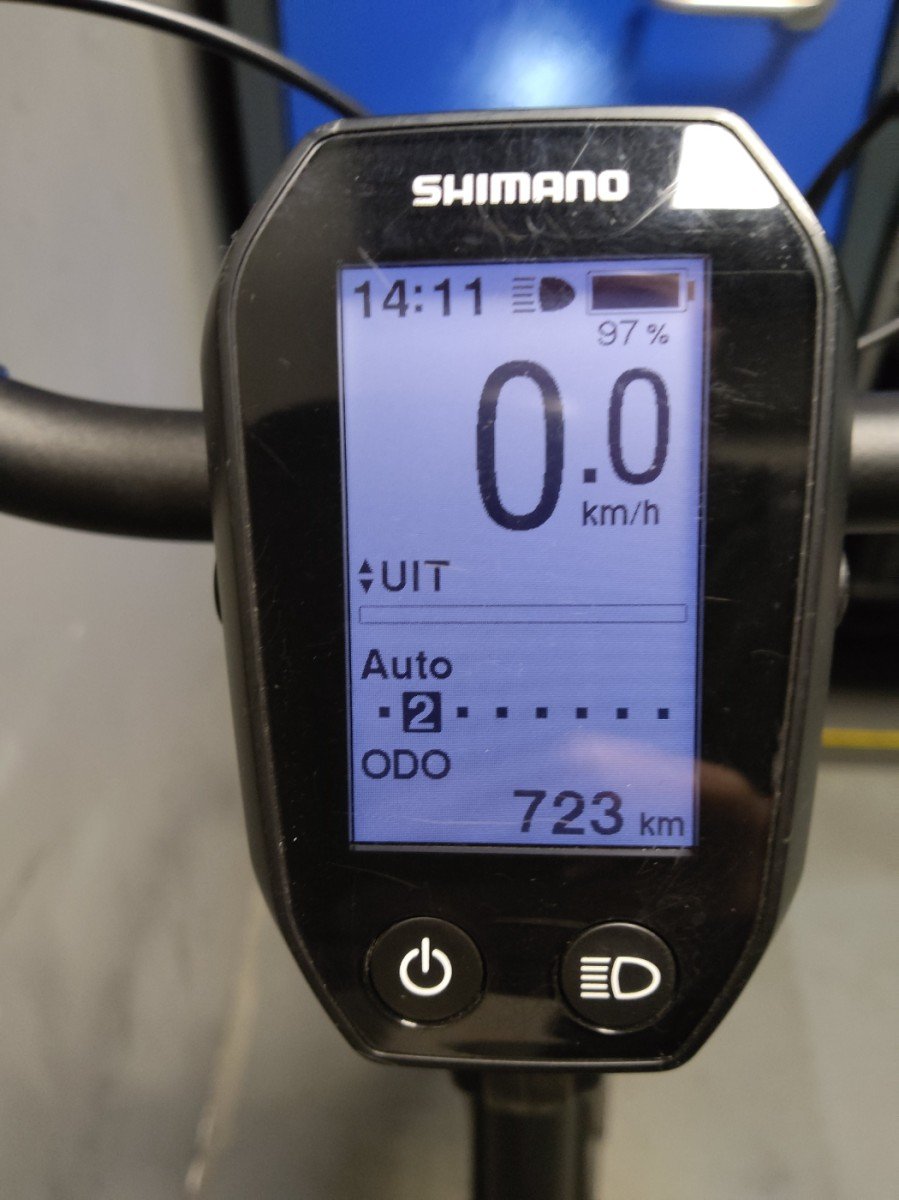 SHIMANO
14:11
97 %
0.0
km/h
UIT
Auto
2
ODO
723 km